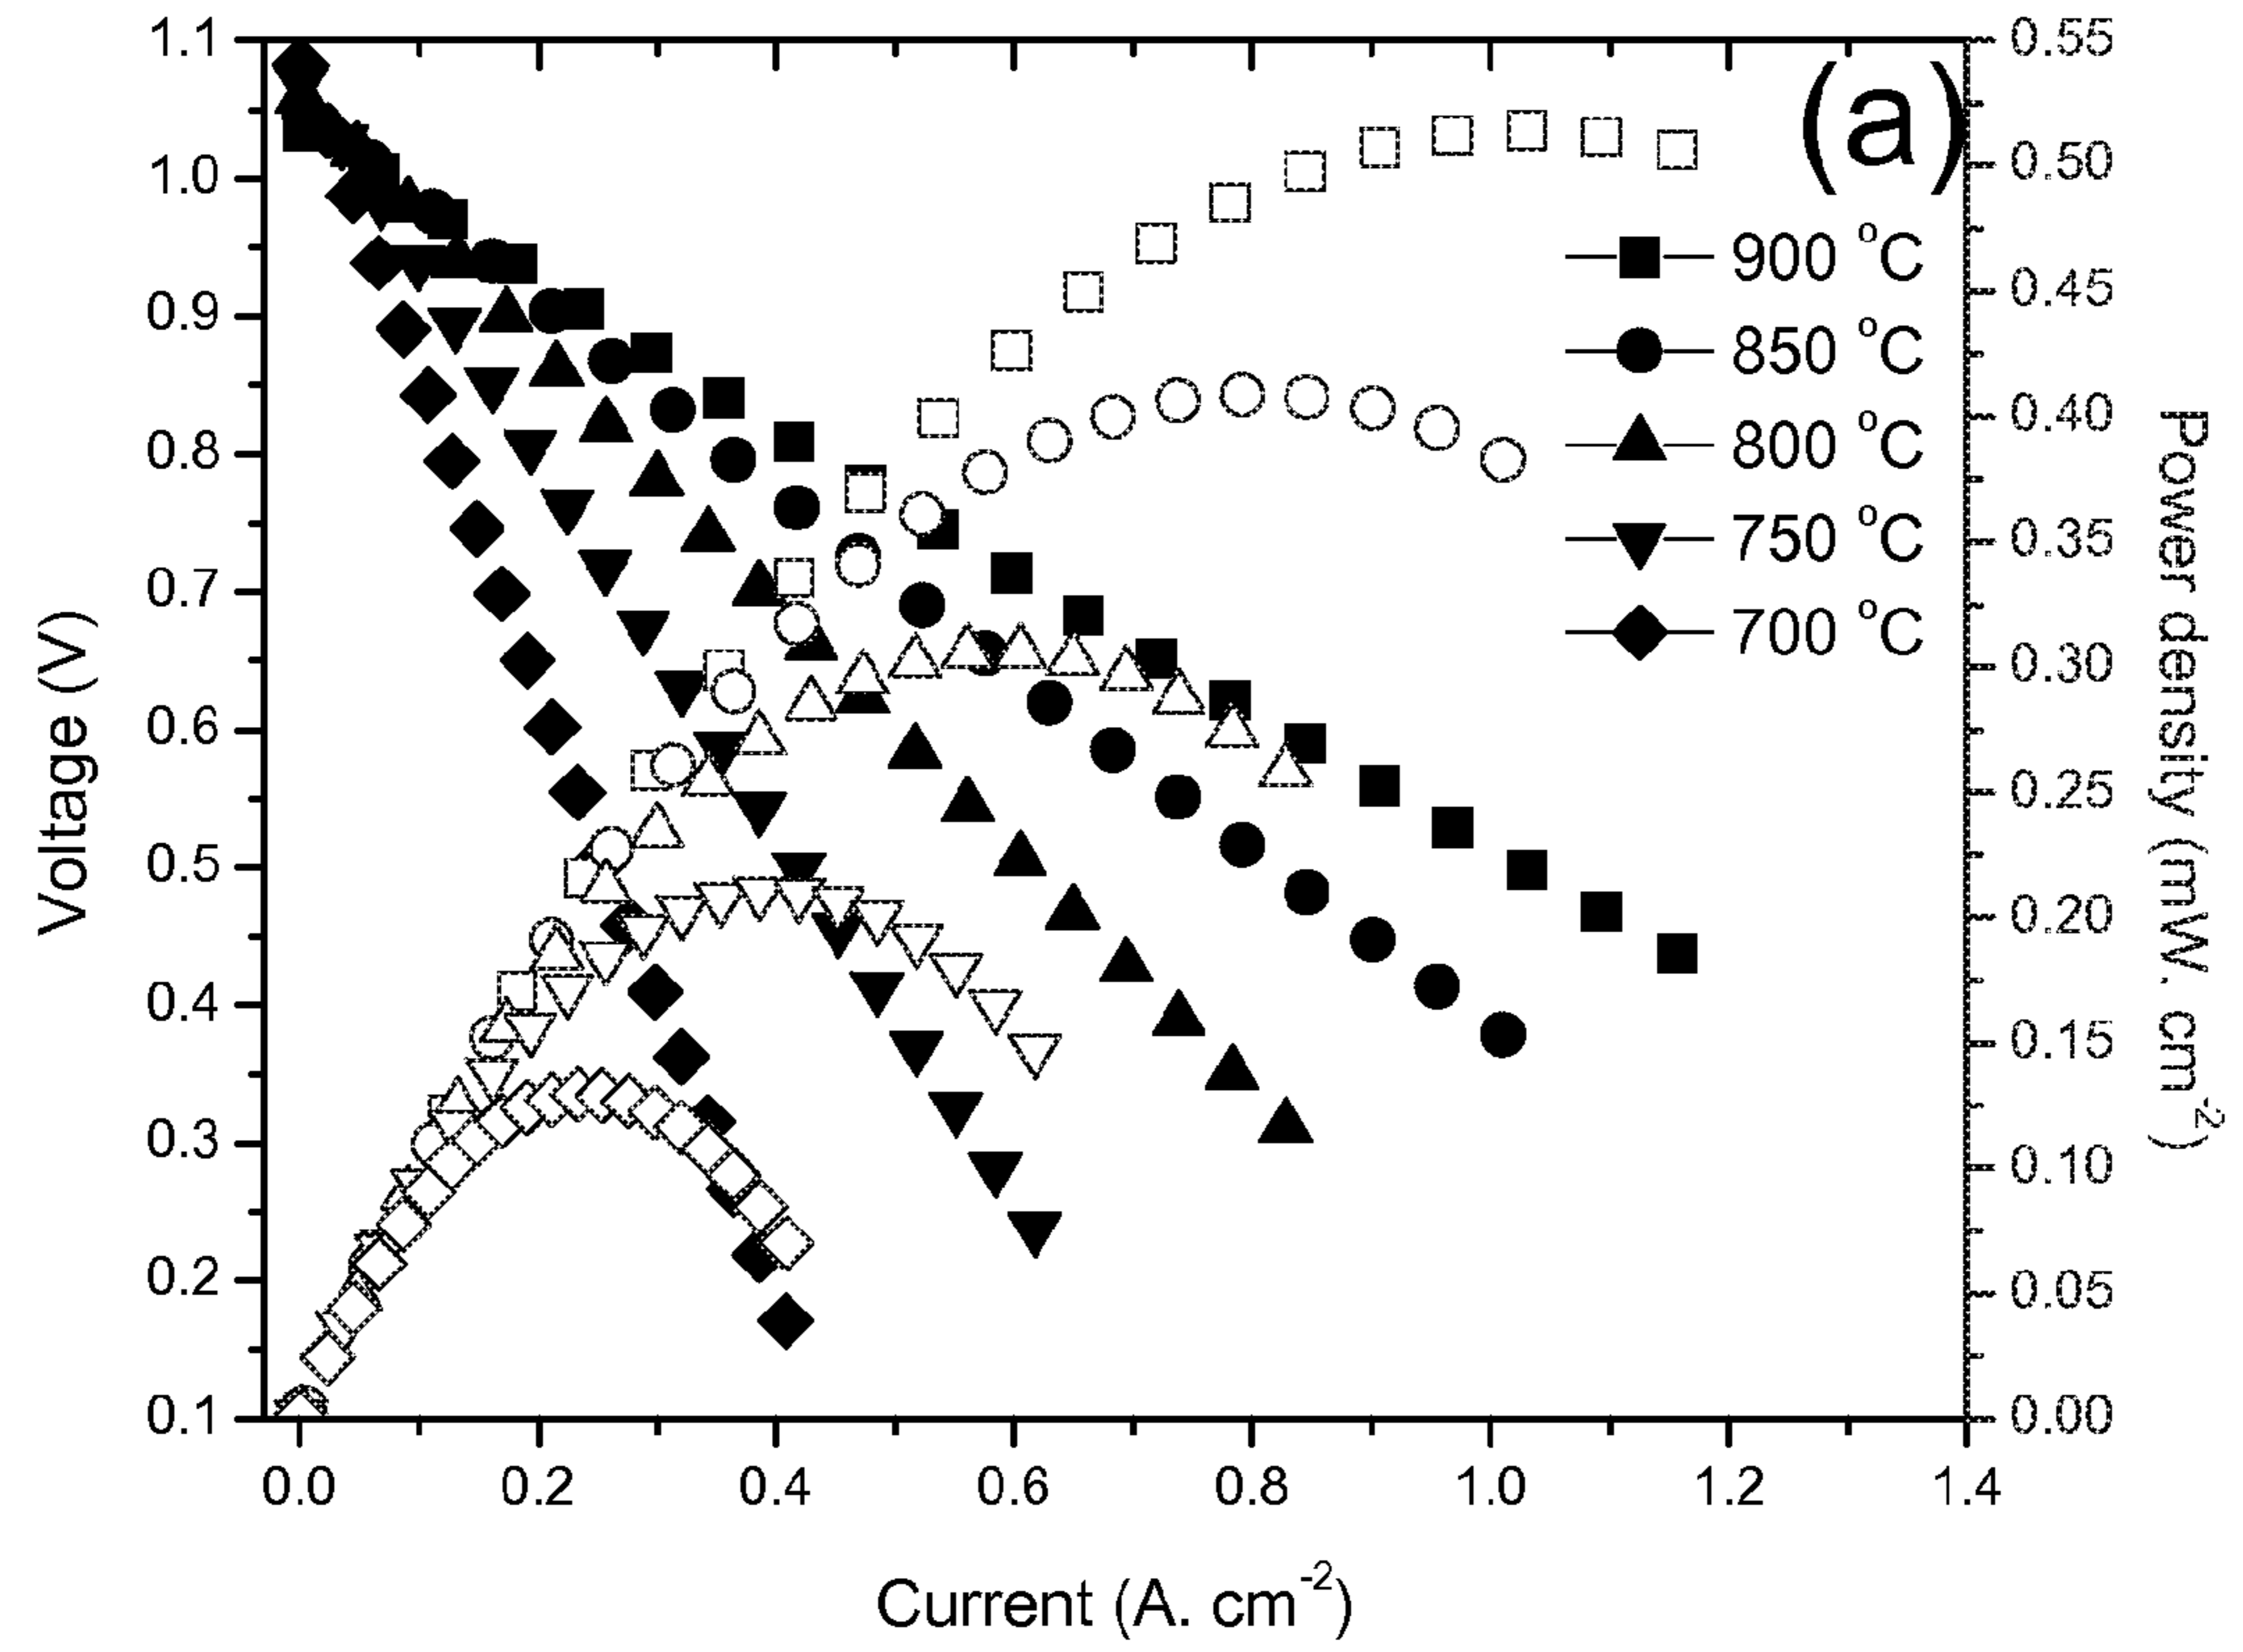 (a)
1.1
1.0
0.9
0.8
0.7
0.6
0.5
0.4
0.3
0.2
0.1
Voltage (V)
900 °C
850 °C
800 °C
750 °C
700 °C
0.55
0.50
0.45
0.40
0.35
0.30
0.25
0.20
0.15
0.10
0.05
0.00
Power density (mW. cm⁻²)
0.0 0.2 0.4 0.6 0.8 1.0 1.2 1.4
Current (A. cm⁻²)